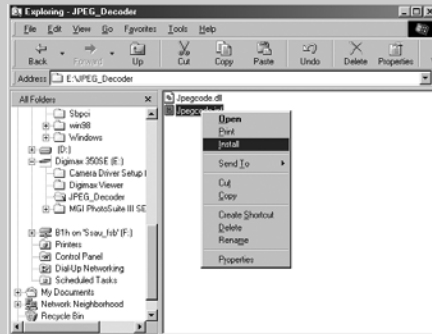 Exploring - JPEG_Decoder
File Edit View Go Favorites Tools Help
Back Forward Up Cut Copy Paste Undo Delete Properties
Address E:\JPEG_Decoder
All Folders
Sbpci
win98
Windows
(D:)
Digimax 350SE (E:)
Camera Driver Setup
Digimax Viewer
JPEG_Decoder
MGI PhotoSuite III SE
B1h on 'Ssau_fsb' (F:)
Printers
Control Panel
Dial-Up Networking
Scheduled Tasks
My Documents
Network Neighborhood
Recycle Bin
Jpegcode.dll
Open
Print
Install
Send To
Cut
Copy
Create Shortcut
Delete
Rename
Properties